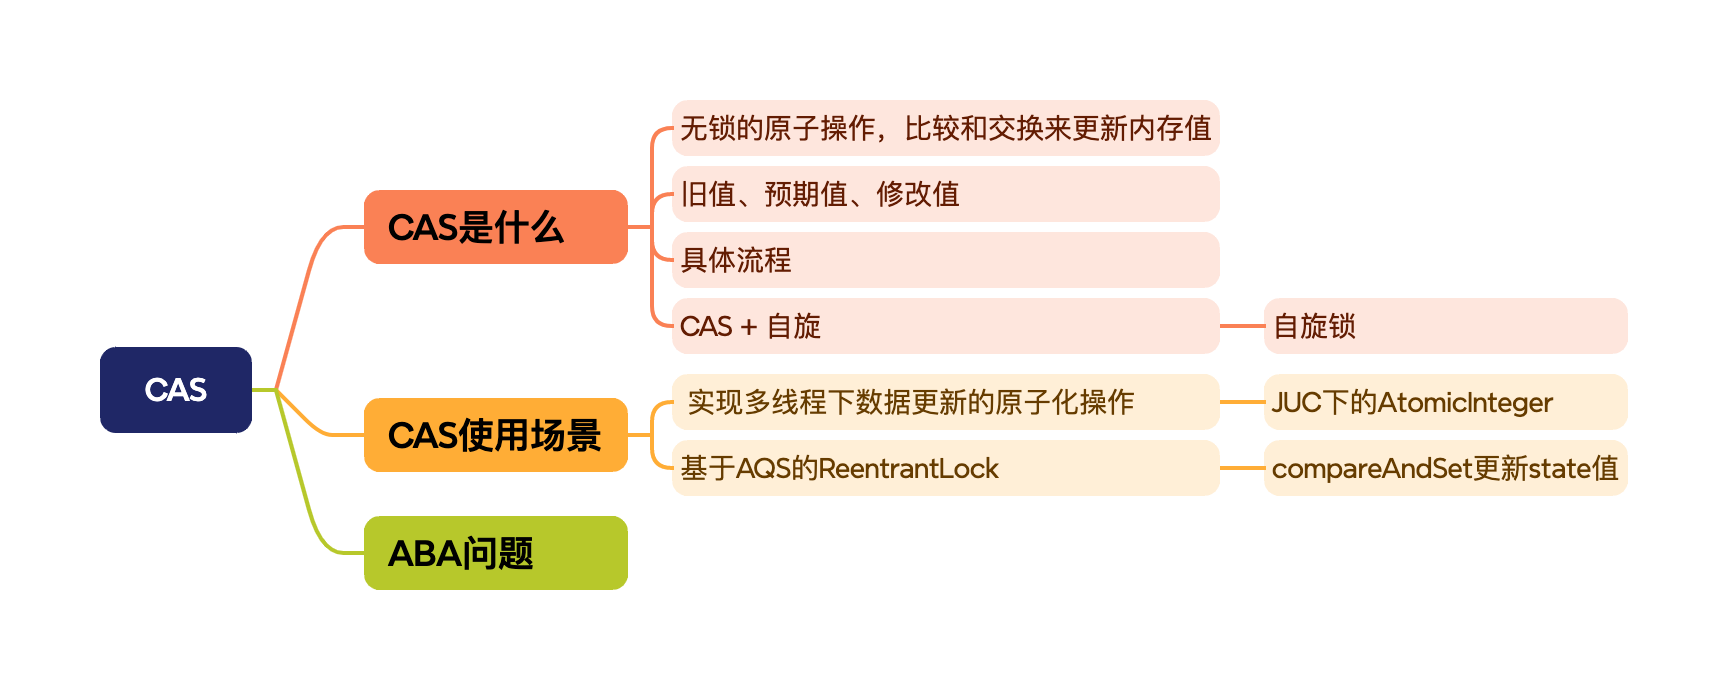 CAS
CAS是什么
无锁的原子操作，比较和交换来更新内存值
旧值、预期值、修改值
具体流程
CAS + 自旋
自旋锁
CAS使用场景
实现多线程下数据更新的原子化操作
JUC下的AtomicInteger
基于AQS的ReentrantLock
compareAndSet更新state值
ABA问题